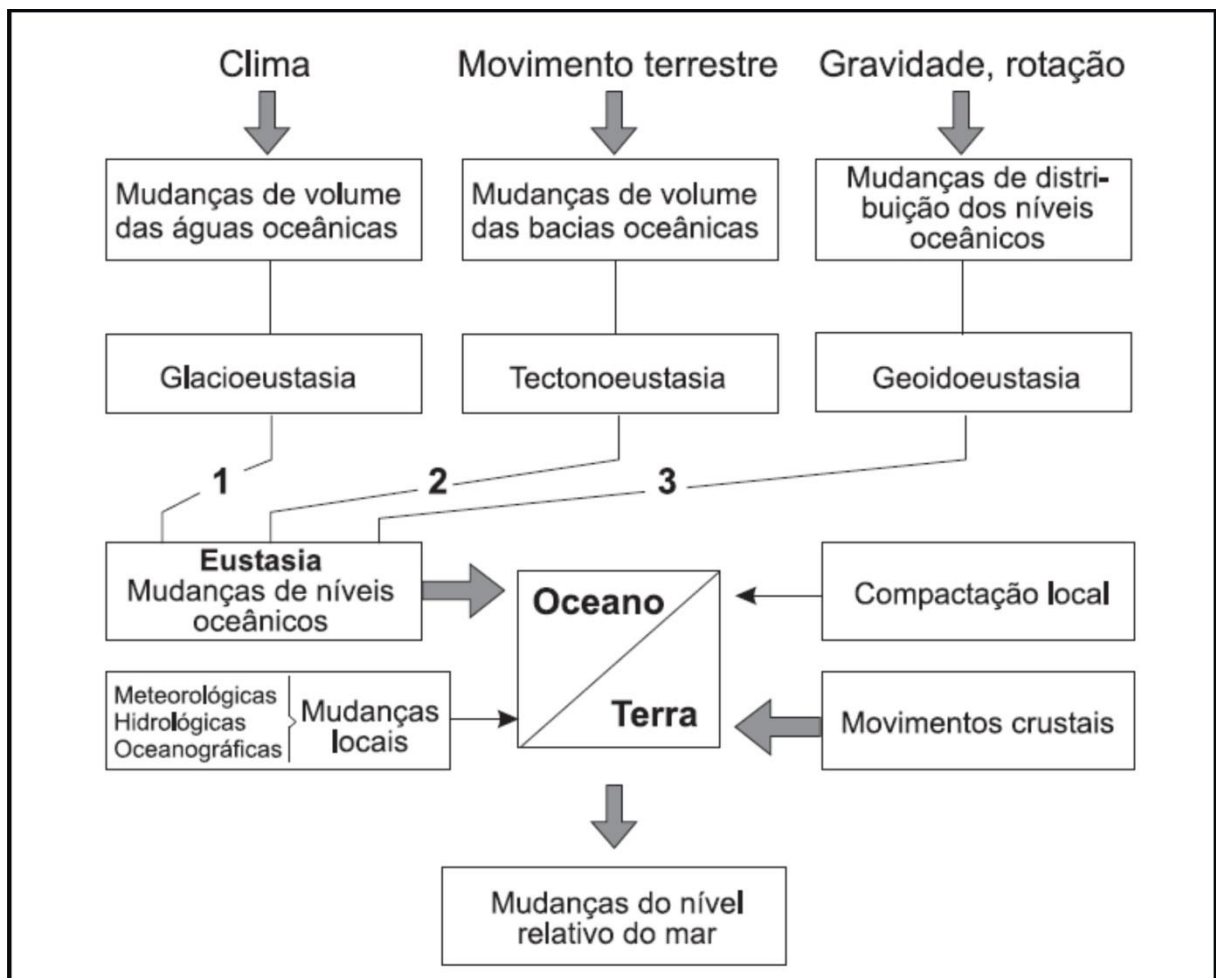 Clima
Movimento terrestre
Gravidade, rotação
Mudanças de volume
das águas oceânicas
Mudanças de volume
das bacias oceânicas
Mudanças de distri-
buição dos níveis
oceânicos
Glacioeustasia
Tectonoeustasia
Geoidoeustasia
1
2
3
Eustasia
Mudanças de níveis
oceânicos
Oceano
Terra
Compactação local
Meteorológicas
Hidrológicas
Oceanográficas
Mudanças
locais
Movimentos crustais
Mudanças do nível
relativo do mar